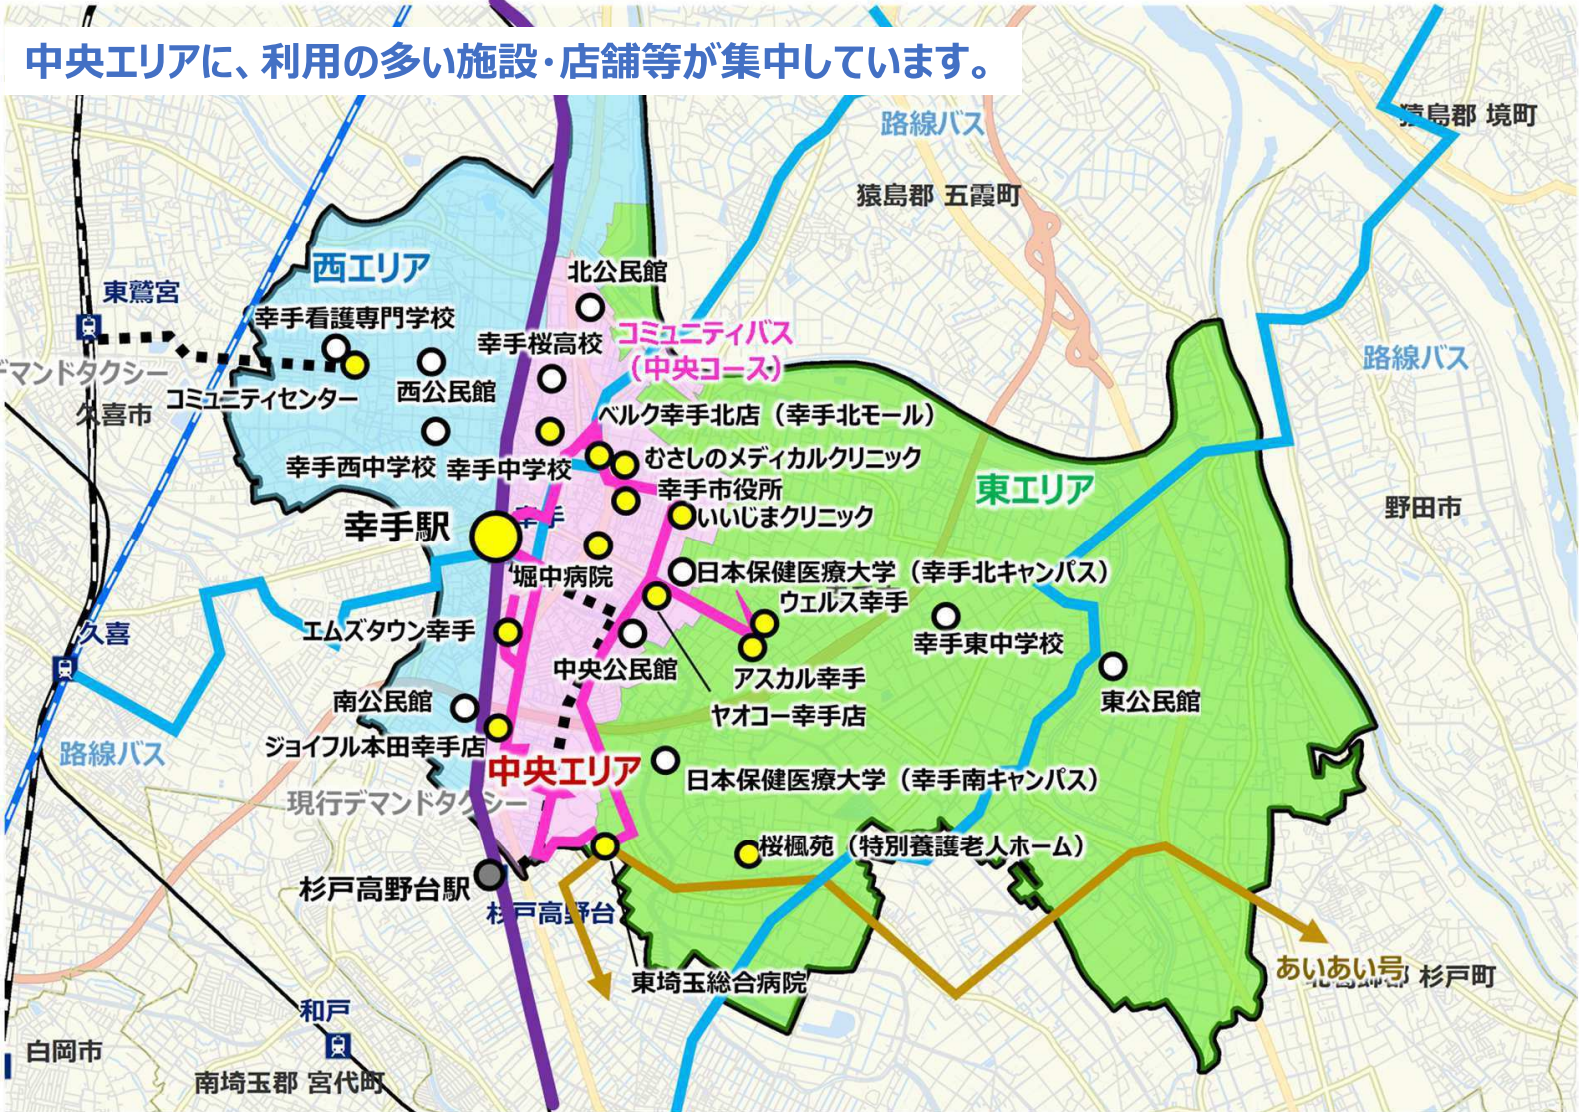 中央エリアに、利用の多い施設・店舗等が集中しています。
路線バス
猿島郡 境町
猿島郡 五霞町
西エリア
北公民館
東鷲宮
幸手看護専門学校
幸手桜高校
コミュニティバス
（中央コース）
路線バス
デマンドタクシー
コミュニティセンター
西公民館
久喜市
ベルク幸手北店（幸手北モール）
幸手西中学校
幸手中学校
むさしのメディカルクリニック
幸手市役所
東エリア
いいじまクリニック
野田市
幸手駅
幸手
堀中病院
日本保健医療大学（幸手北キャンパス）
ウェルス幸手
久喜
エムズタウン幸手
幸手東中学校
中央公民館
アスカル幸手
南公民館
ヤオコー幸手店
東公民館
路線バス
ジョイフル本田幸手店
中央エリア
日本保健医療大学（幸手南キャンパス）
現行デマンドタクシー
桜楓苑（特別養護老人ホーム）
杉戸高野台駅
杉戸高野台
東埼玉総合病院
あいあい号
北葛飾郡 杉戸町
和戸
白岡市
南埼玉郡 宮代町